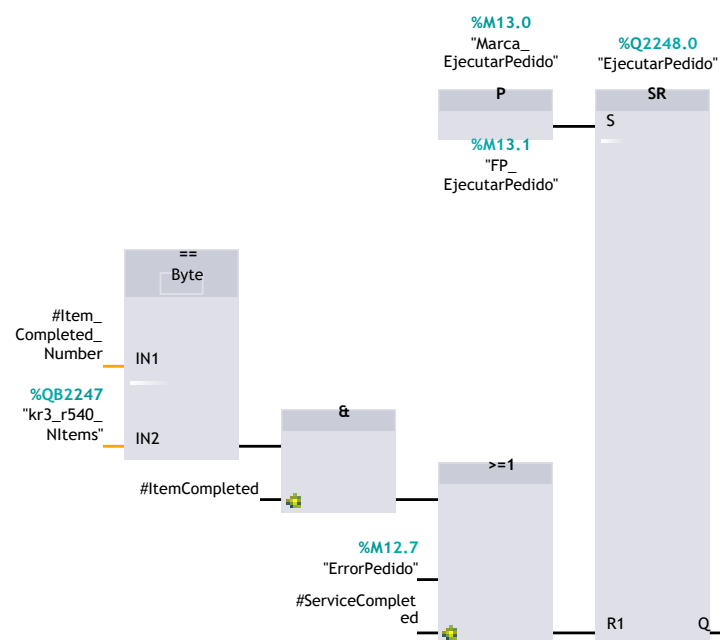 %M13.0
"Marca_
EjecutarPedido"
%Q2248.0
"EjecutarPedido"
P
SR
S
%M13.1
"FP_
EjecutarPedido"
==
Byte
#Item_
Completed_
Number
IN1
%QB2247
"kr3_r540_
NItems"
IN2
&
#ItemCompleted
>=1
%M12.7
"ErrorPedido"
#ServiceComplet
ed
R1
Q